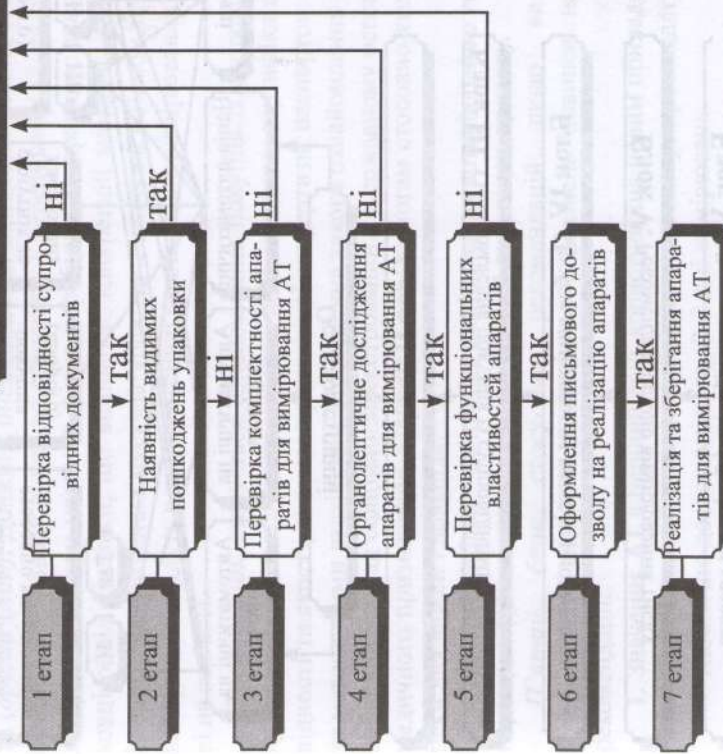 1 етап
Перевірка відповідності супро-
відних документів
ні
так
2 етап
Наявність видимих
пошкоджень упаковки
так
ні
3 етап
Перевірка комплектності апа-
ратів для вимірювання АТ
ні
так
4 етап
Органолептичне дослідження
апаратів для вимірювання АТ
ні
так
5 етап
Перевірка функціональних
властивостей апаратів
ні
так
6 етап
Оформлення письмового до-
зволу на реалізацію апаратів
так
7 етап
Реалізація та зберігання апара-
тів для вимірювання АТ